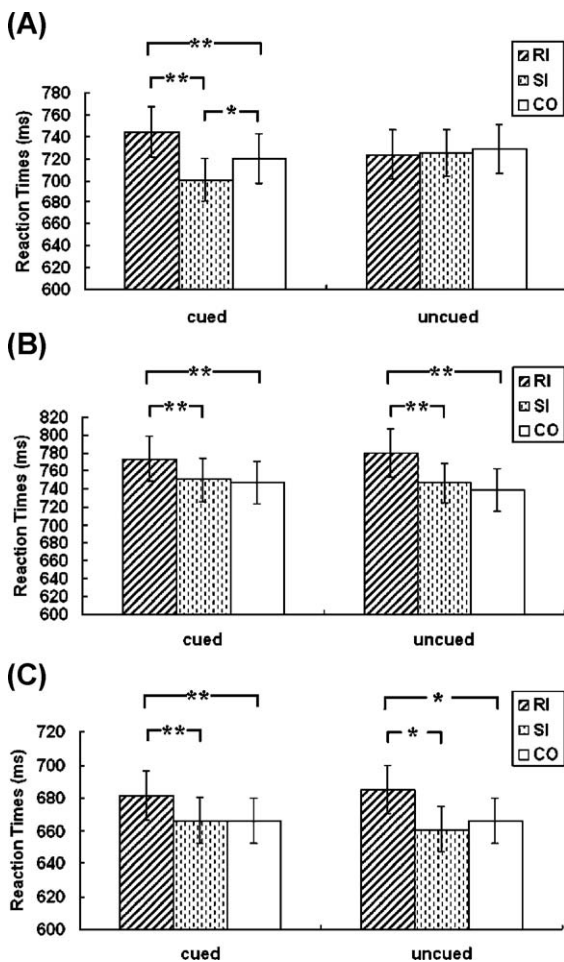 (A)
** RI
** * SI
CO
Reaction Times (ms)
780
760
740
720
700
680
660
640
620
600
cued uncued
(B)
** ** RI
** ** SI
CO
Reaction Times (ms)
820
800
780
760
740
720
700
680
660
640
620
600
cued uncued
(C)
** * RI
** * SI
CO
Reaction Times (ms)
720
700
680
660
640
620
600
cued uncued